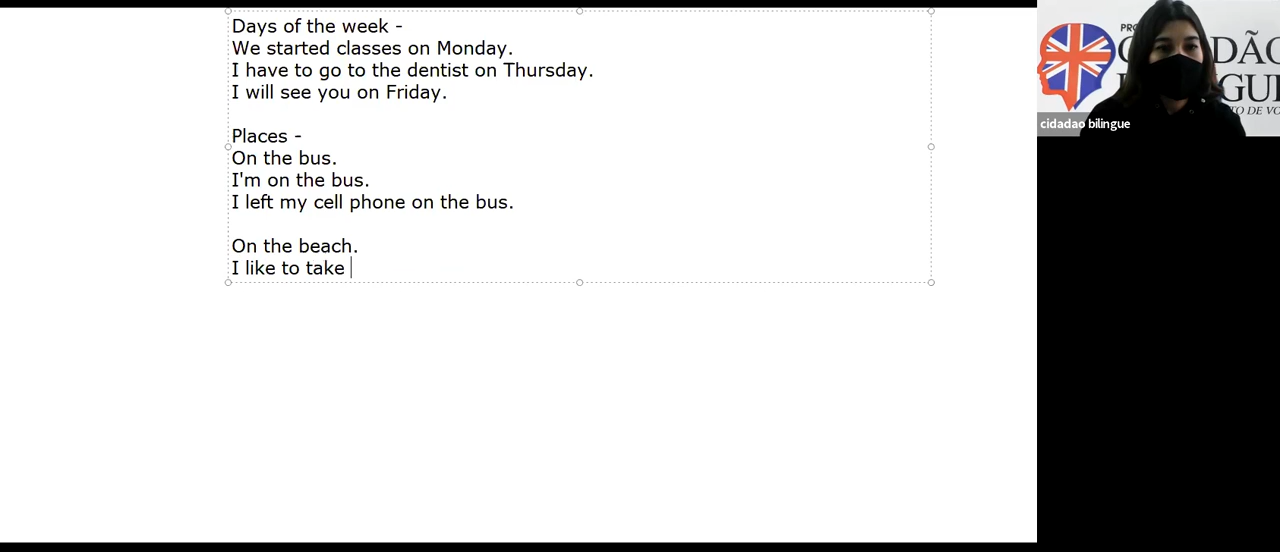 Days of the week -
We started classes on Monday.
I have to go to the dentist on Thursday.
I will see you on Friday.
Places -
On the bus.
I'm on the bus.
I left my cell phone on the bus.
On the beach.
I like to take
cidadao bilingue